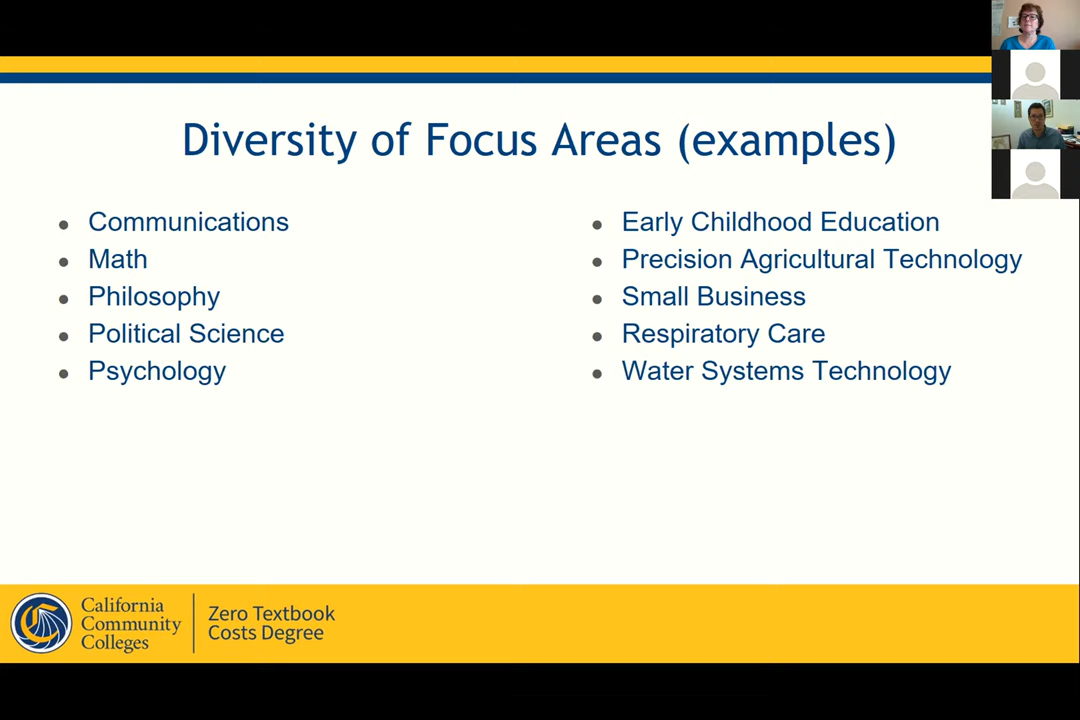 Diversity of Focus Areas (examples)
Communications
Math
Philosophy
Political Science
Psychology
Early Childhood Education
Precision Agricultural Technology
Small Business
Respiratory Care
Water Systems Technology
California
Community
Colleges
Zero Textbook
Costs Degree